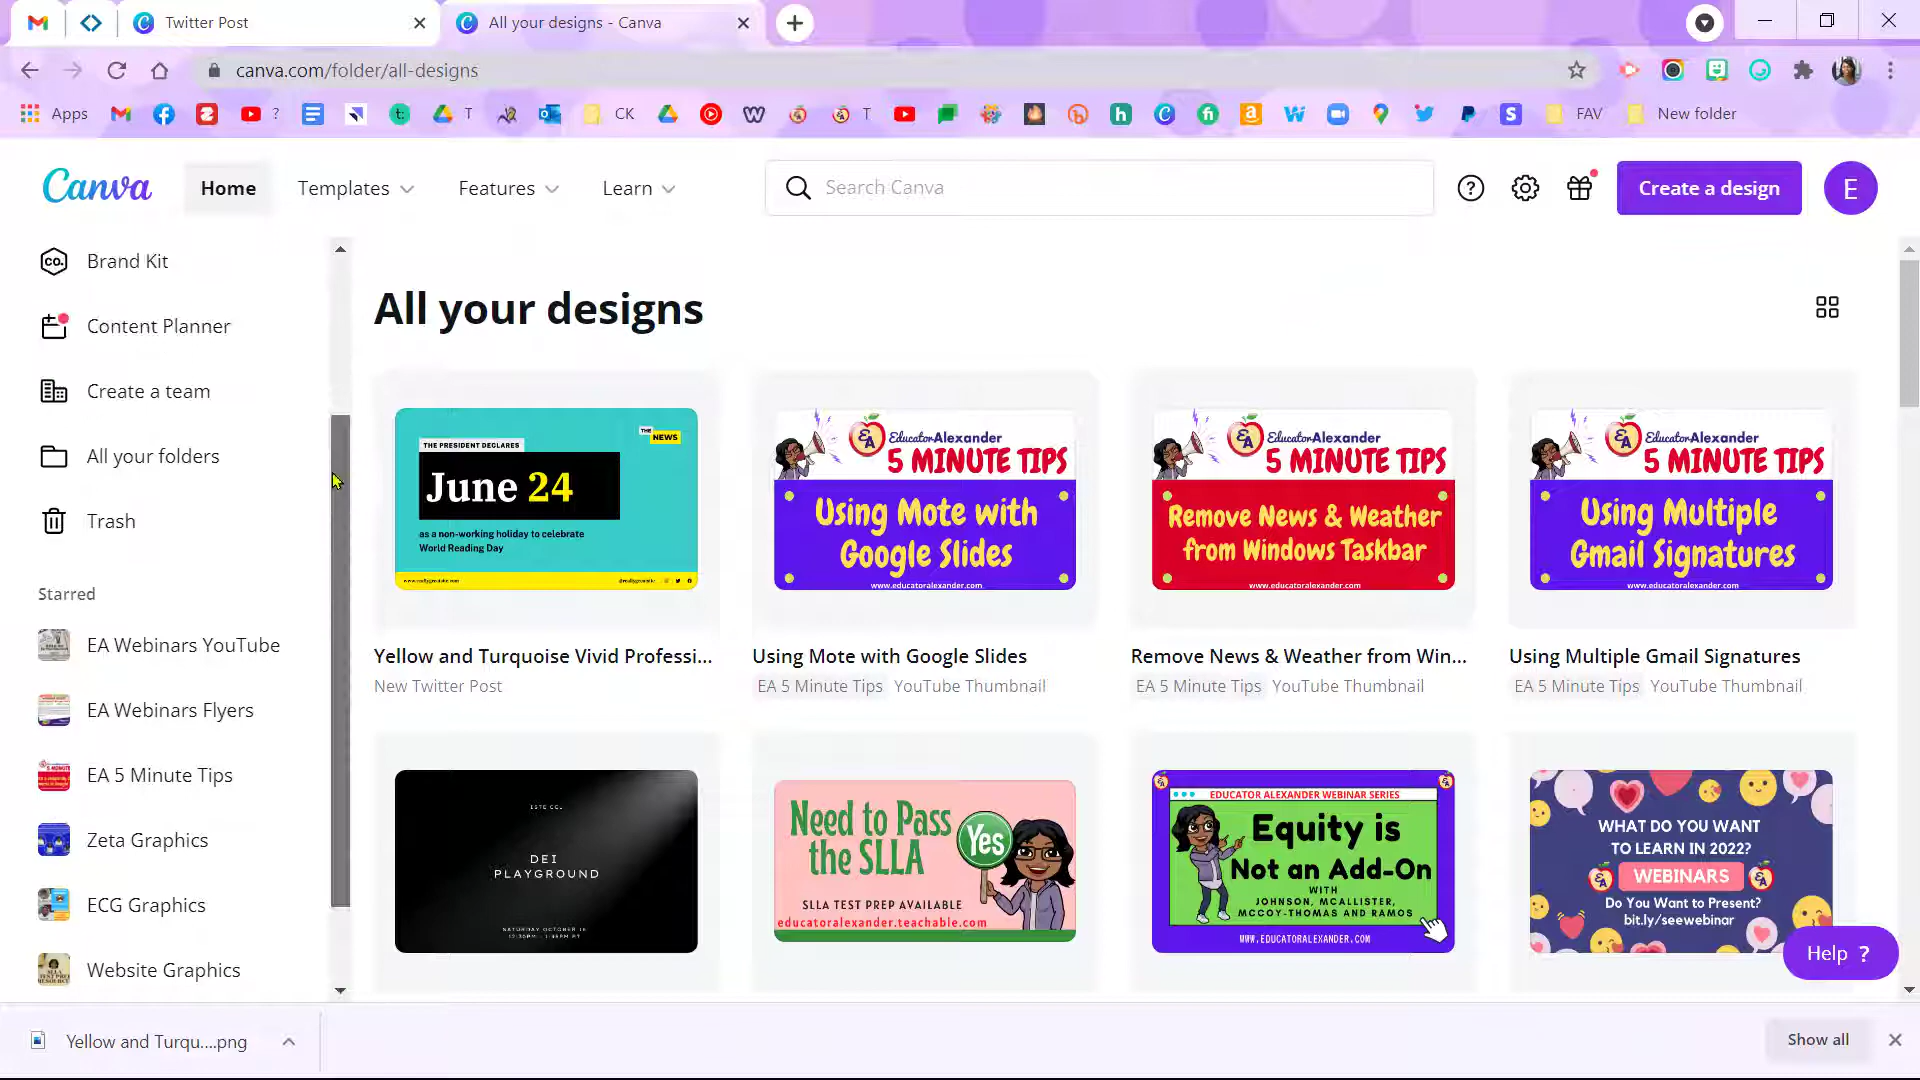 Twitter Post
All your designs - Canva
canva.com/folder/all-designs
Apps
?
T
CK
T
FAV
New folder
Canva
Home
Templates
Features
Learn
Search Canva
Create a design
E
CO.
Brand Kit
Content Planner
Create a team
All your folders
Trash
Starred
EA Webinars YouTube
EA Webinars Flyers
EA 5 Minute Tips
Zeta Graphics
ECG Graphics
Website Graphics
All your designs
THE PRESIDENT DECLARES
THE NEWS
June 24
as a non-working holiday to celebrate
World Reading Day
Yellow and Turquoise Vivid Professi...
New Twitter Post
EA EducatorAlexander
5 MINUTE TIPS
Using Mote with
Google Slides
www.educatoralexander.com
Using Mote with Google Slides
EA 5 Minute Tips YouTube Thumbnail
EA EducatorAlexander
5 MINUTE TIPS
Remove News & Weather
from Windows Taskbar
www.educatoralexander.com
Remove News & Weather from Win...
EA 5 Minute Tips YouTube Thumbnail
EA EducatorAlexander
5 MINUTE TIPS
Using Multiple
Gmail Signatures
www.educatoralexander.com
Using Multiple Gmail Signatures
EA 5 Minute Tips YouTube Thumbnail
DEI
PLAYGROUND
Need to Pass
the SLLA
Yes
SLLA TEST PREP AVAILABLE
educatoralexander.teachable.com
EDUCATOR ALEXANDER WEBINAR SERIES
Equity is
Not an Add-On
WITH
JOHNSON, MCALLISTER,
MCCOY-THOMAS AND RAMOS
WWW.EDUCATORALEXANDER.COM
WHAT DO YOU WANT
TO LEARN IN 2022?
WEBINARS
Do You Want to Present?
bit.ly/seewebinar
Help ?
Yellow and Turqu....png
Show all